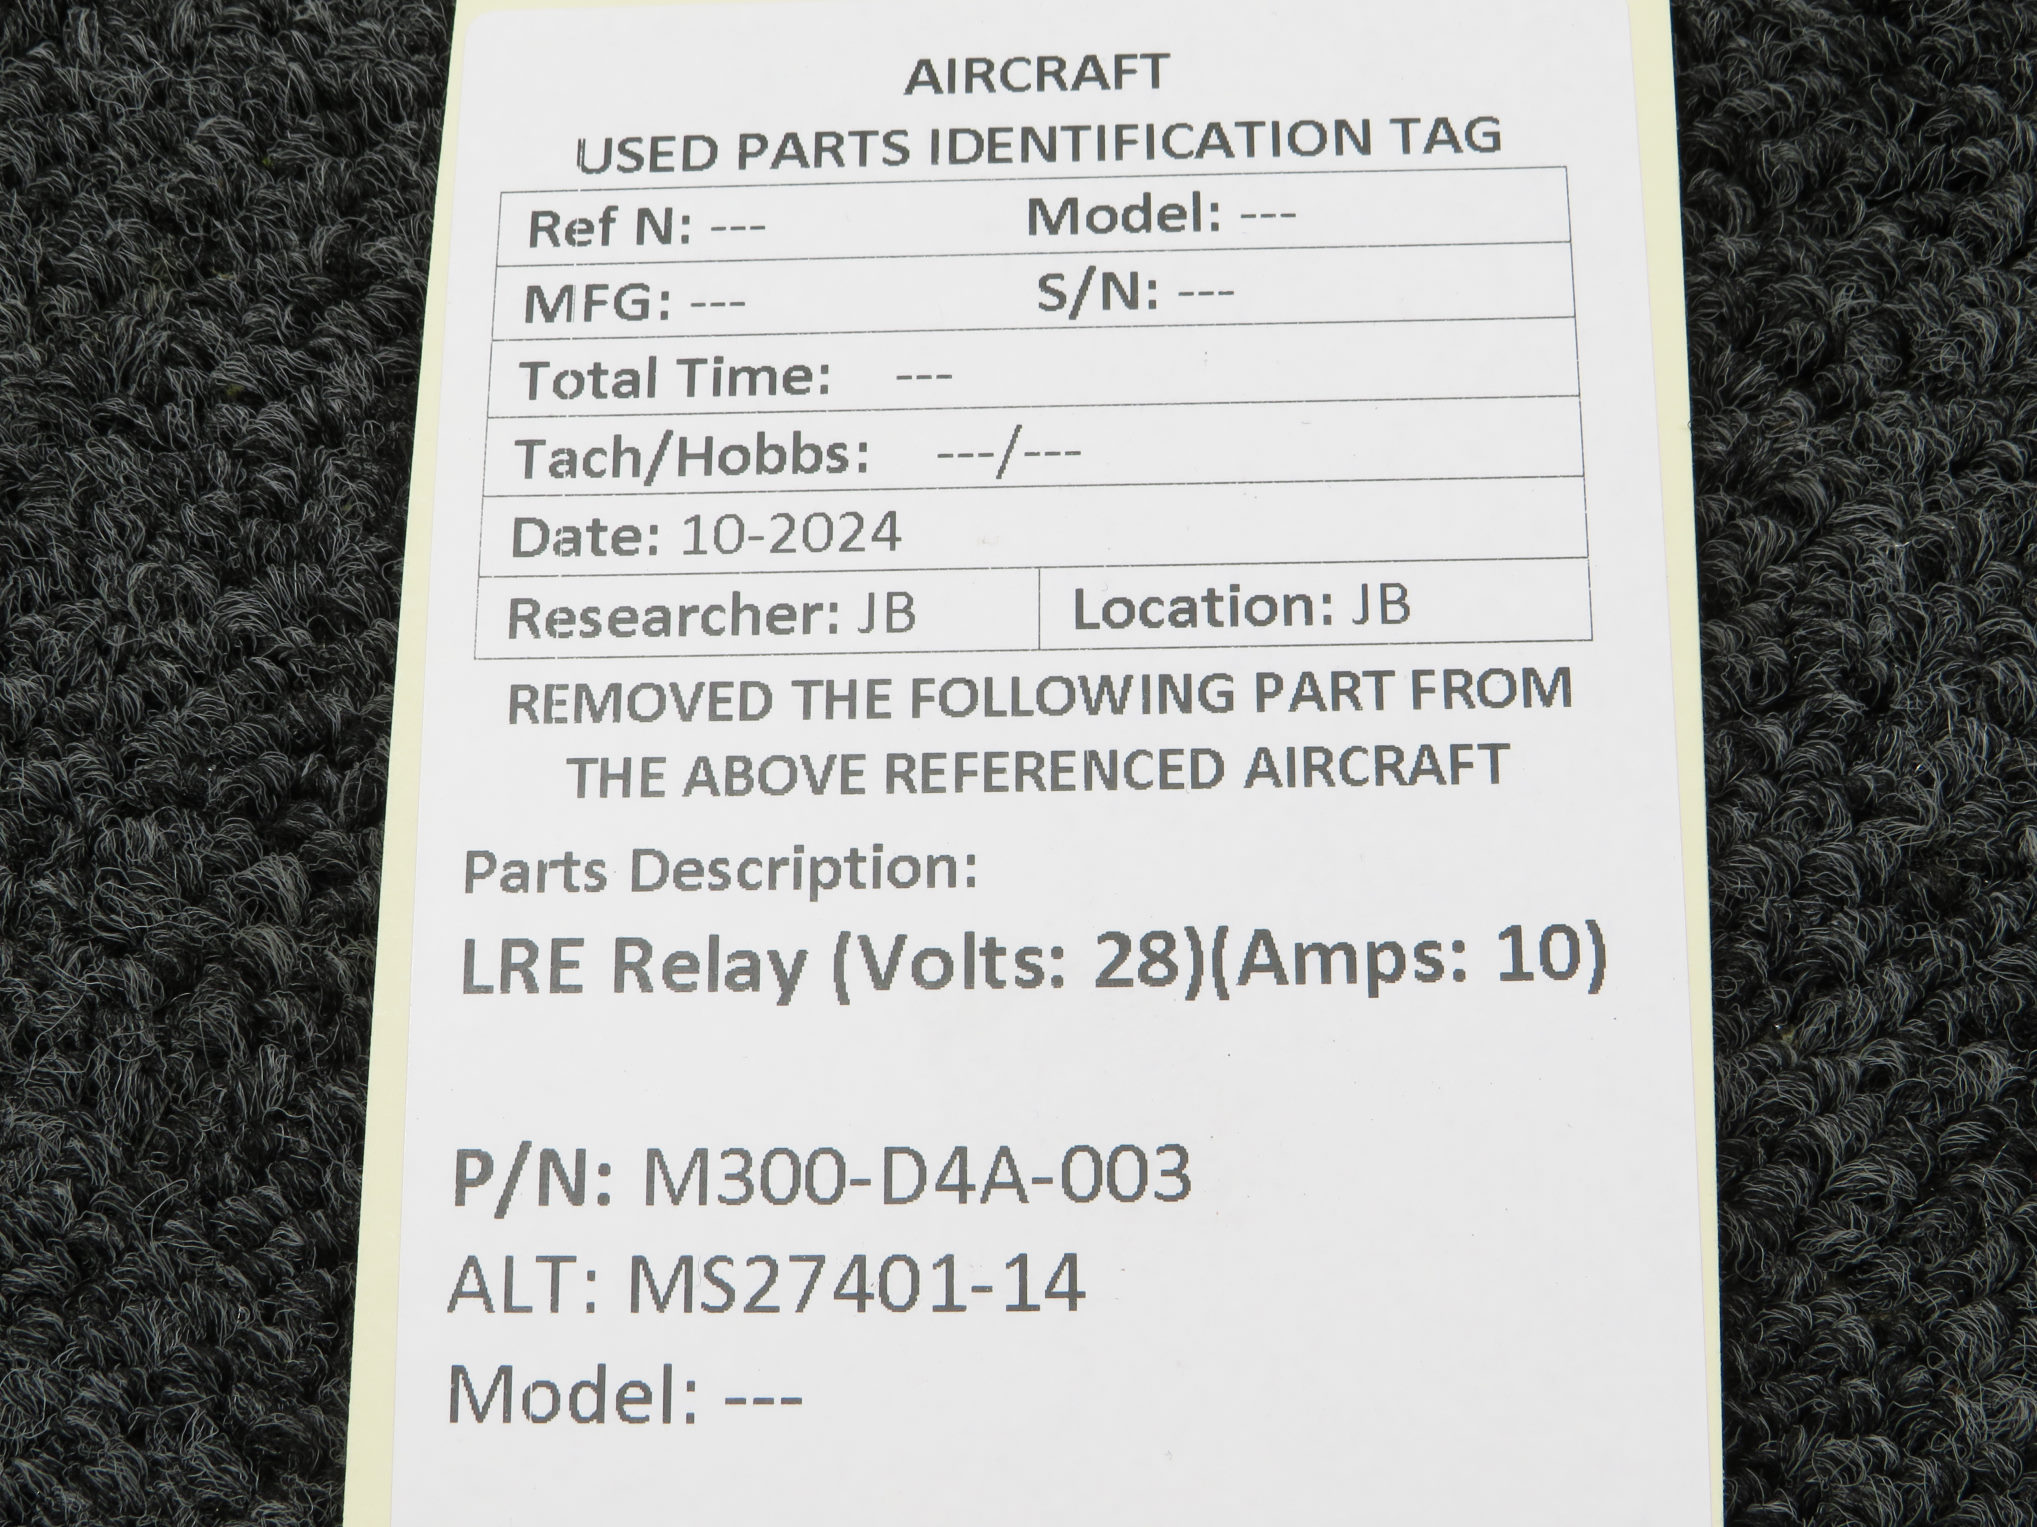 AIRCRAFT
USED PARTS IDENTIFICATION TAG
Ref N: --- Model: ---
MFG: --- S/N: ---
Total Time: ---
Tach/Hobbs: ---/---
Date: 10-2024
Researcher: JB Location: JB
REMOVED THE FOLLOWING PART FROM
THE ABOVE REFERENCED AIRCRAFT
Parts Description:
LRE Relay (Volts: 28)(Amps: 10)
P/N: M300-D4A-003
ALT: MS27401-14
Model: ---